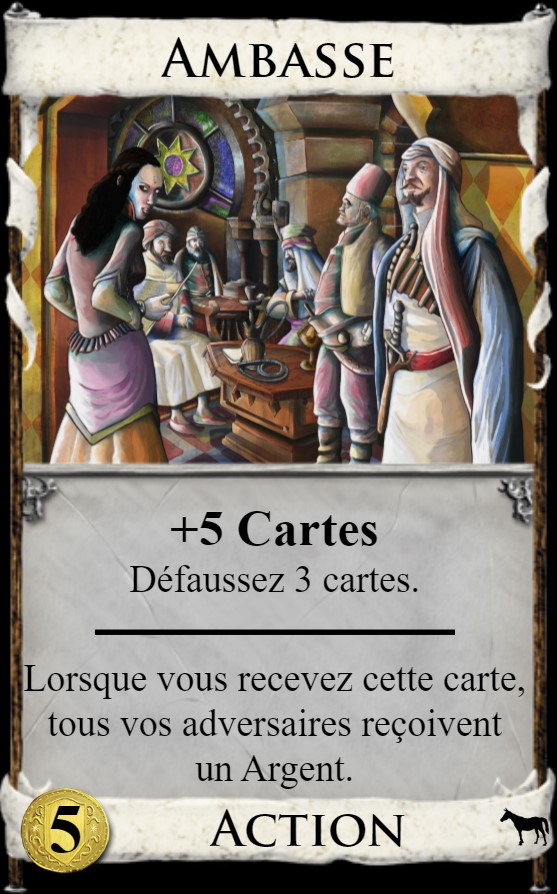 Ambasse
+5 Cartes
Défaussez 3 cartes.
Lorsque vous recevez cette carte,
tous vos adversaires reçoivent
un Argent.
5
Action